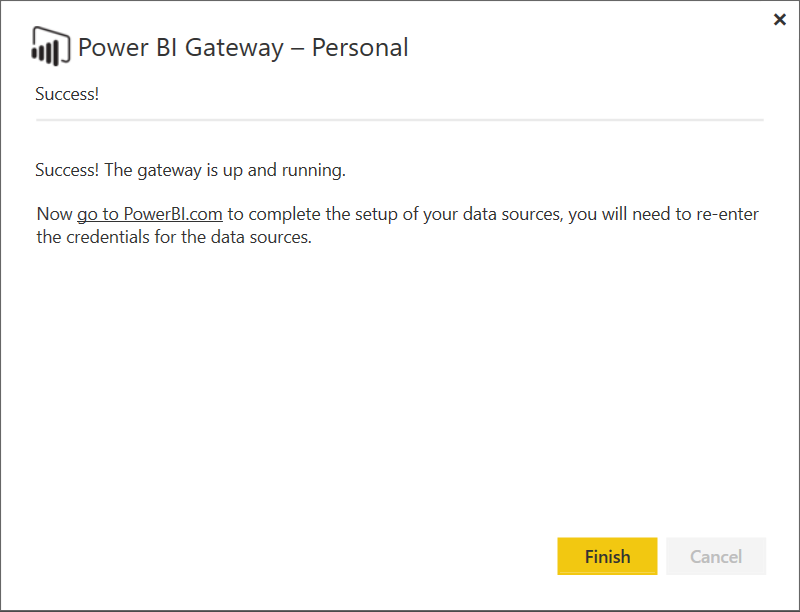 Power BI Gateway – Personal
Success!
Success! The gateway is up and running.
Now go to PowerBI.com to complete the setup of your data sources, you will need to re-enter
the credentials for the data sources.
Finish
Cancel